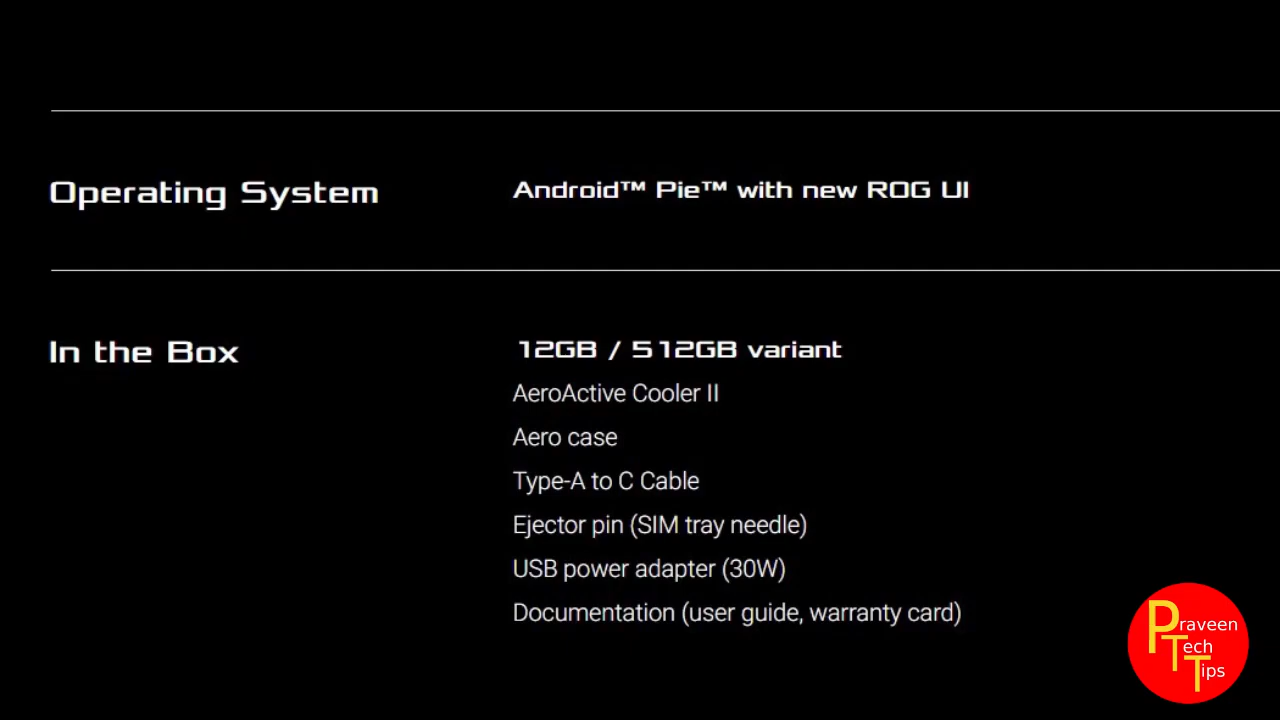 Operating System
Android™ Pie™ with new ROG UI
In the Box
12GB / 512GB variant
AeroActive Cooler II
Aero case
Type-A to C Cable
Ejector pin (SIM tray needle)
USB power adapter (30W)
Documentation (user guide, warranty card)
Praveen
Tech
Tips